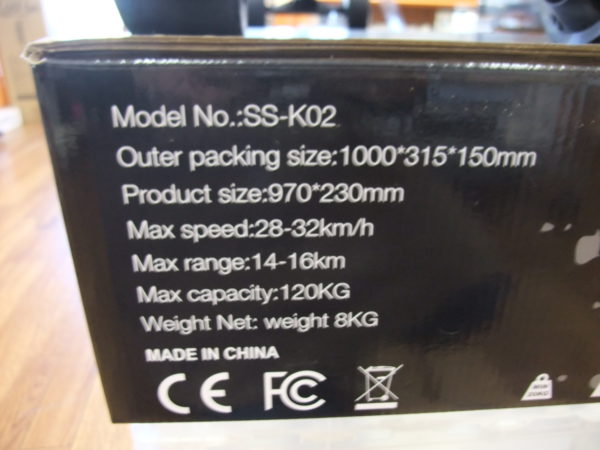 Model No.:SS-K02
Outer packing size:1000*315*150mm
Product size:970*230mm
Max speed:28-32km/h
Max range:14-16km
Max capacity:120KG
Weight Net: weight 8KG
MADE IN CHINA
CE FC